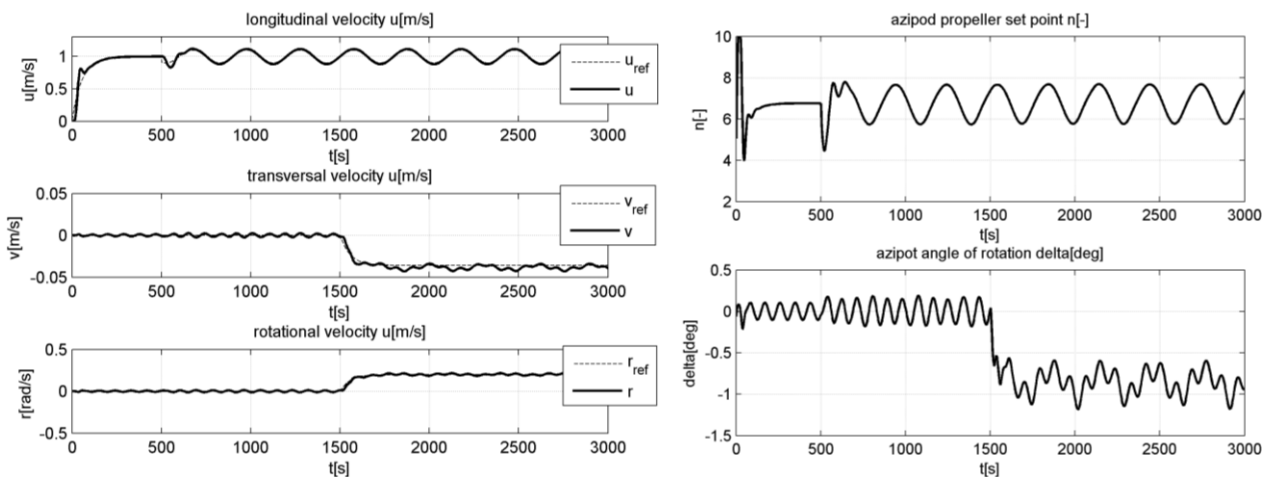 longitudinal velocity u[m/s]
1
0.5
0
u[m/s]
0 500 1000 1500 2000 2500 3000
t[s]
u_ref
u
transversal velocity u[m/s]
0.05
0
-0.05
v[m/s]
0 500 1000 1500 2000 2500 3000
t[s]
v_ref
v
rotational velocity u[m/s]
0.5
0
-0.5
r[rad/s]
0 500 1000 1500 2000 2500 3000
t[s]
r_ref
r
azipod propeller set point n[-]
10
8
6
4
2
n[-]
0 500 1000 1500 2000 2500 3000
t[s]
azipot angle of rotation delta[deg]
0.5
0
-0.5
-1
-1.5
delta[deg]
0 500 1000 1500 2000 2500 3000
t[s]